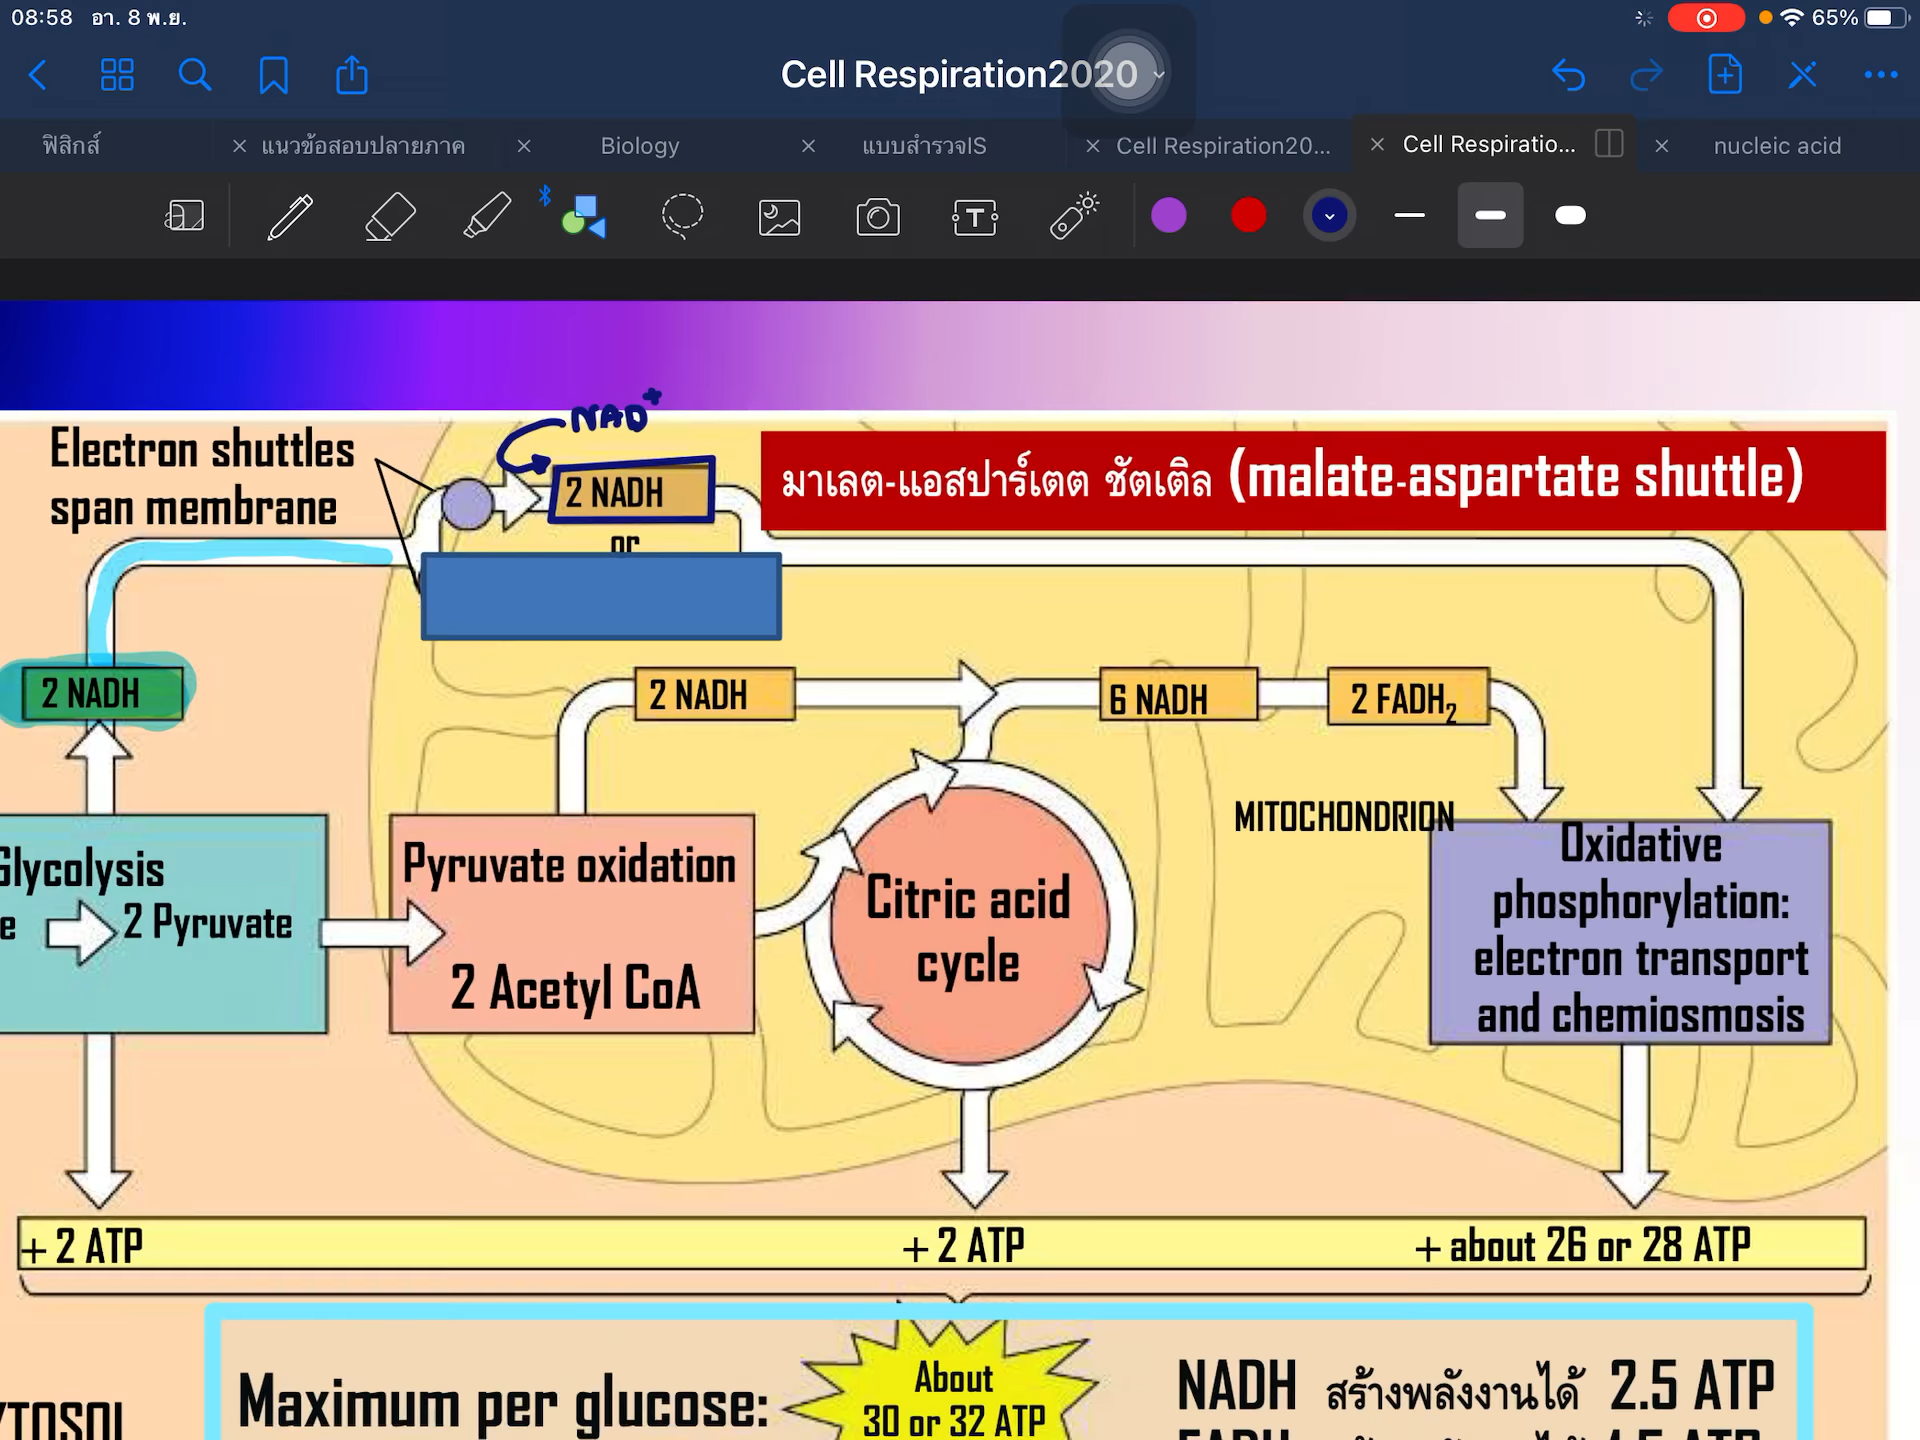 08:58 อา. 8 พ.ย.
65%
Cell Respiration2020
ฟิสิกส์
แนวข้อสอบปลายภาค
Biology
แบบสำรวจIS
Cell Respiration20...
Cell Respiratio...
nucleic acid
NAD+
Electron shuttles
span membrane
2 NADH
or
มาเลต-แอสปาร์เตต ชัตเติล (malate-aspartate shuttle)
2 NADH
2 NADH
6 NADH
2 FADH₂
MITOCHONDRION
Glycolysis
2 Pyruvate
Pyruvate oxidation
2 Acetyl CoA
Citric acid
cycle
Oxidative
phosphorylation:
electron transport
and chemiosmosis
+ 2 ATP
+ 2 ATP
+ about 26 or 28 ATP
Maximum per glucose:
About
30 or 32 ATP
NADH สร้างพลังงานได้ 2.5 ATP